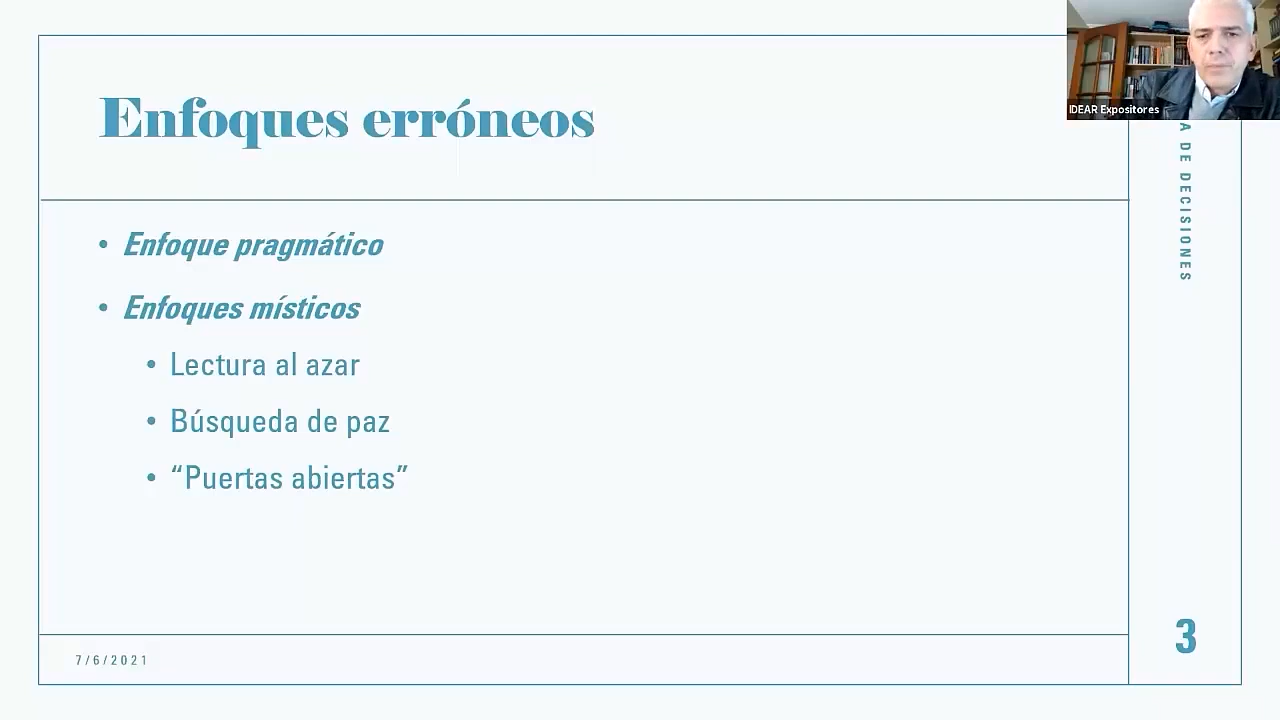 Enfoques erróneos
IDEAR Expositores
A DE DECISIONES
• Enfoque pragmático
• Enfoques místicos
• Lectura al azar
• Búsqueda de paz
• “Puertas abiertas”
7/6/2021
3